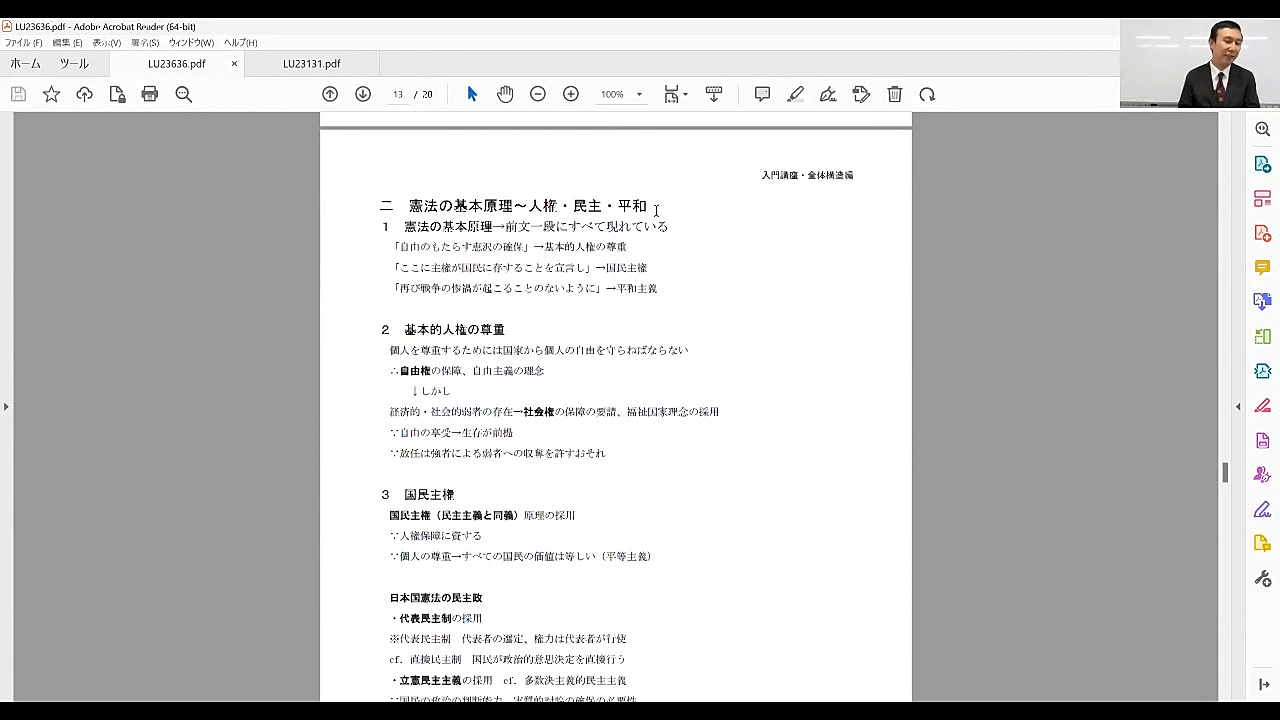 LU23636.pdf - Adobe Acrobat Reader (64-bit)
ファイル(F) 編集(E) 表示(V) 署名(S) ウィンドウ(W) ヘルプ(H)
ホーム ツール LU23636.pdf × LU23131.pdf
13 / 20 100%
入門講座・全体構造編
二 憲法の基本原理～人権・民主・平和
1 憲法の基本原理→前文一段にすべて現れている
「自由のもたらす恵沢の確保」→基本的人権の尊重
「ここに主権が国民に存することを宣言し」→国民主権
「再び戦争の惨禍が起こることのないように」→平和主義
2 基本的人権の尊重
個人を尊重するためには国家から個人の自由を守らねばならない
∴自由権の保障、自由主義の理念
↓しかし
経済的・社会的弱者の存在→社会権の保障の要請、福祉国家理念の採用
∵自由の享受→生存が前提
∵放任は強者による弱者への収奪を許すおそれ
3 国民主権
国民主権（民主主義と同義）原理の採用
∵人権保障に資する
∵個人の尊重→すべての国民の価値は等しい（平等主義）
日本国憲法の民主政
・代表民主制の採用
※代表民主制 代表者の選定、権力は代表者が行使
cf. 直接民主制 国民が政治的意思決定を直接行う
・立憲民主主義の採用 cf. 多数決主義的民主主義